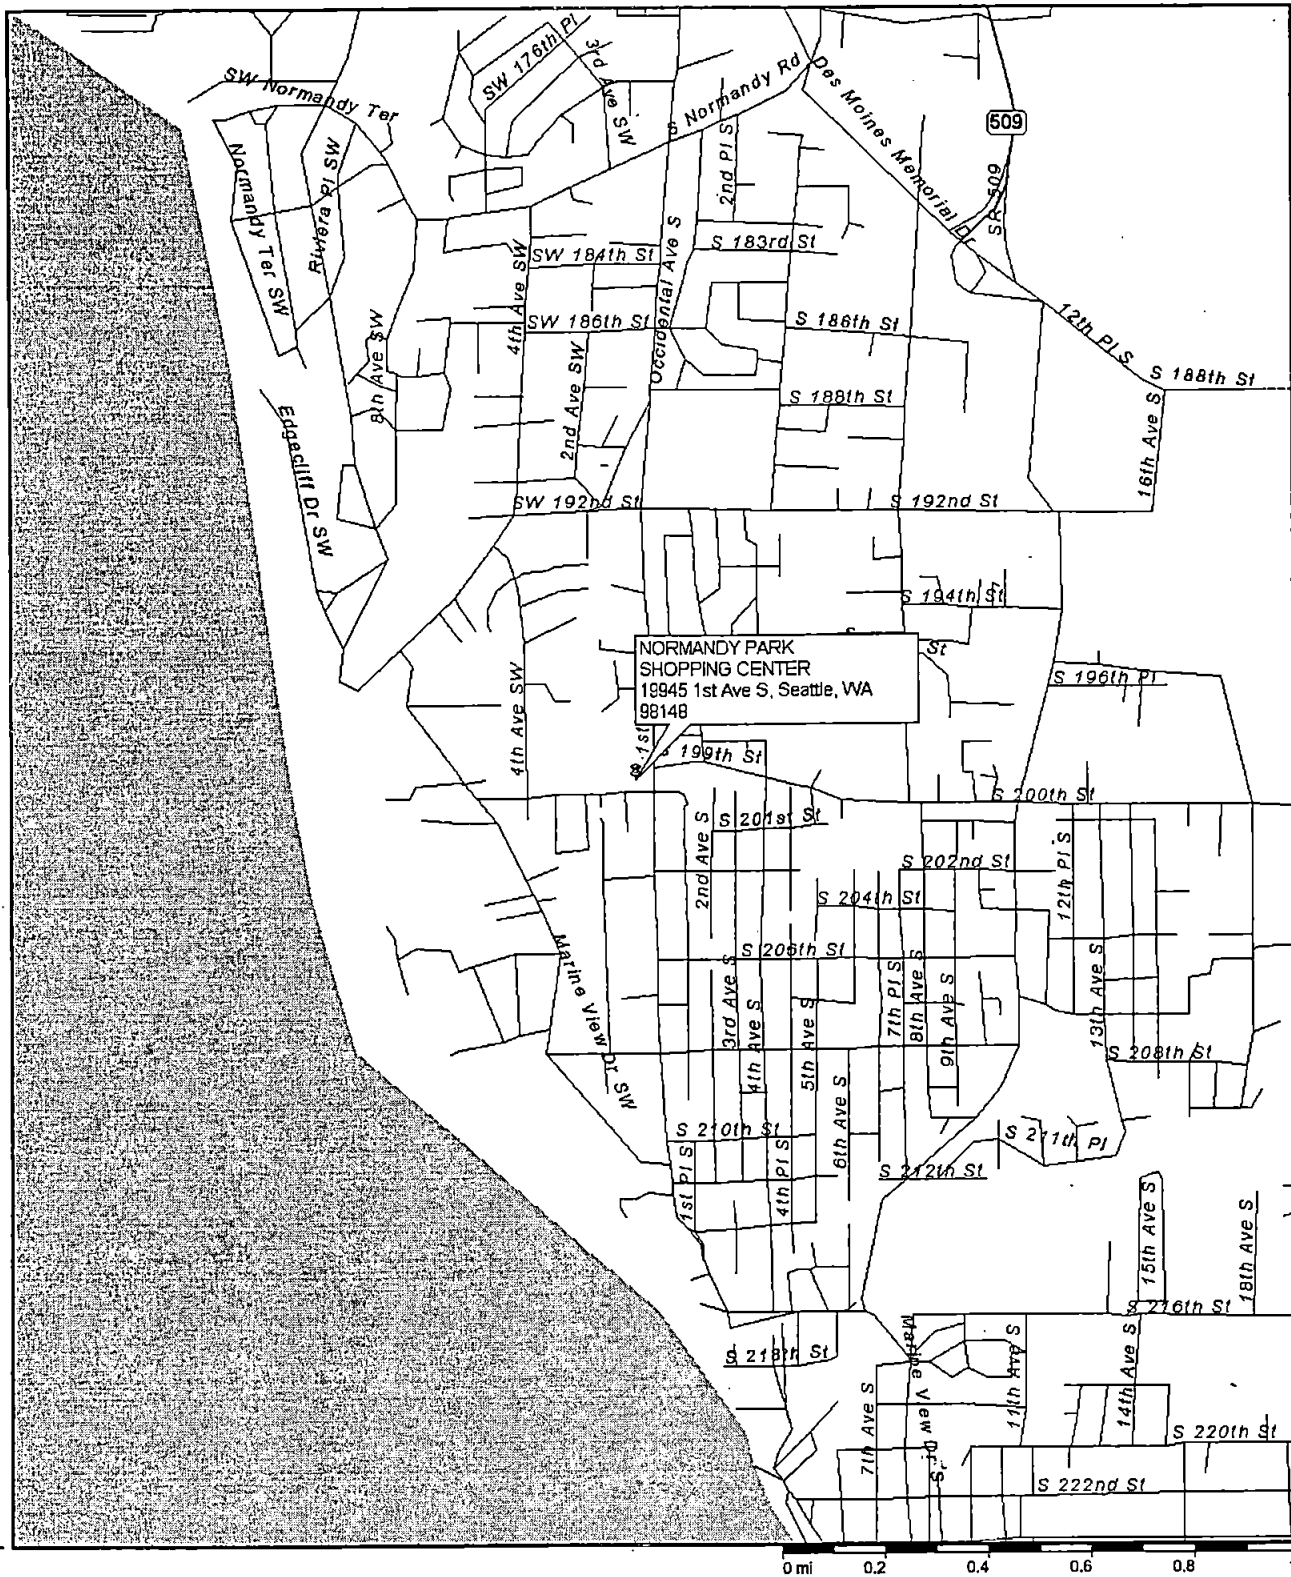 SW 176th Pl
3rd Ave SW
SW Normandy Ter
S Normandy Rd
Des Moines Memorial Dr
509
SR-509
Normandy Ter SW
Riviera Pl SW
2nd Pl S
S 183rd St
SW 184th St
4th Ave SW
Occidental Ave S
SW 186th St
S 186th St
12th Pl S
8th Ave SW
2nd Ave SW
S 188th St
S 188th St
16th Ave S
Edgecliff Dr SW
SW 192nd St
S 192nd St
S 194th St
St
NORMANDY PARK
SHOPPING CENTER
19945 1st Ave S, Seattle, WA
98148
S 196th Pl
4th Ave SW
1st
S 199th St
S 200th St
S 201st St
2nd Ave S
S 202nd St
12th Pl S
S 204th St
S 206th St
Marine View Dr SW
3rd Ave S
4th Ave S
5th Ave S
7th Pl S
8th Ave S
9th Ave S
13th Ave S
S 208th St
6th Ave S
S 210th St
S 211th Pl
S 212th St
1st Pl S
4th Pl S
15th Ave S
18th Ave S
S 216th St
S 218th St
Marine View Dr S
11th Ave S
14th Ave S
7th Ave S
S 220th St
S 222nd St
0 mi 0.2 0.4 0.6 0.8